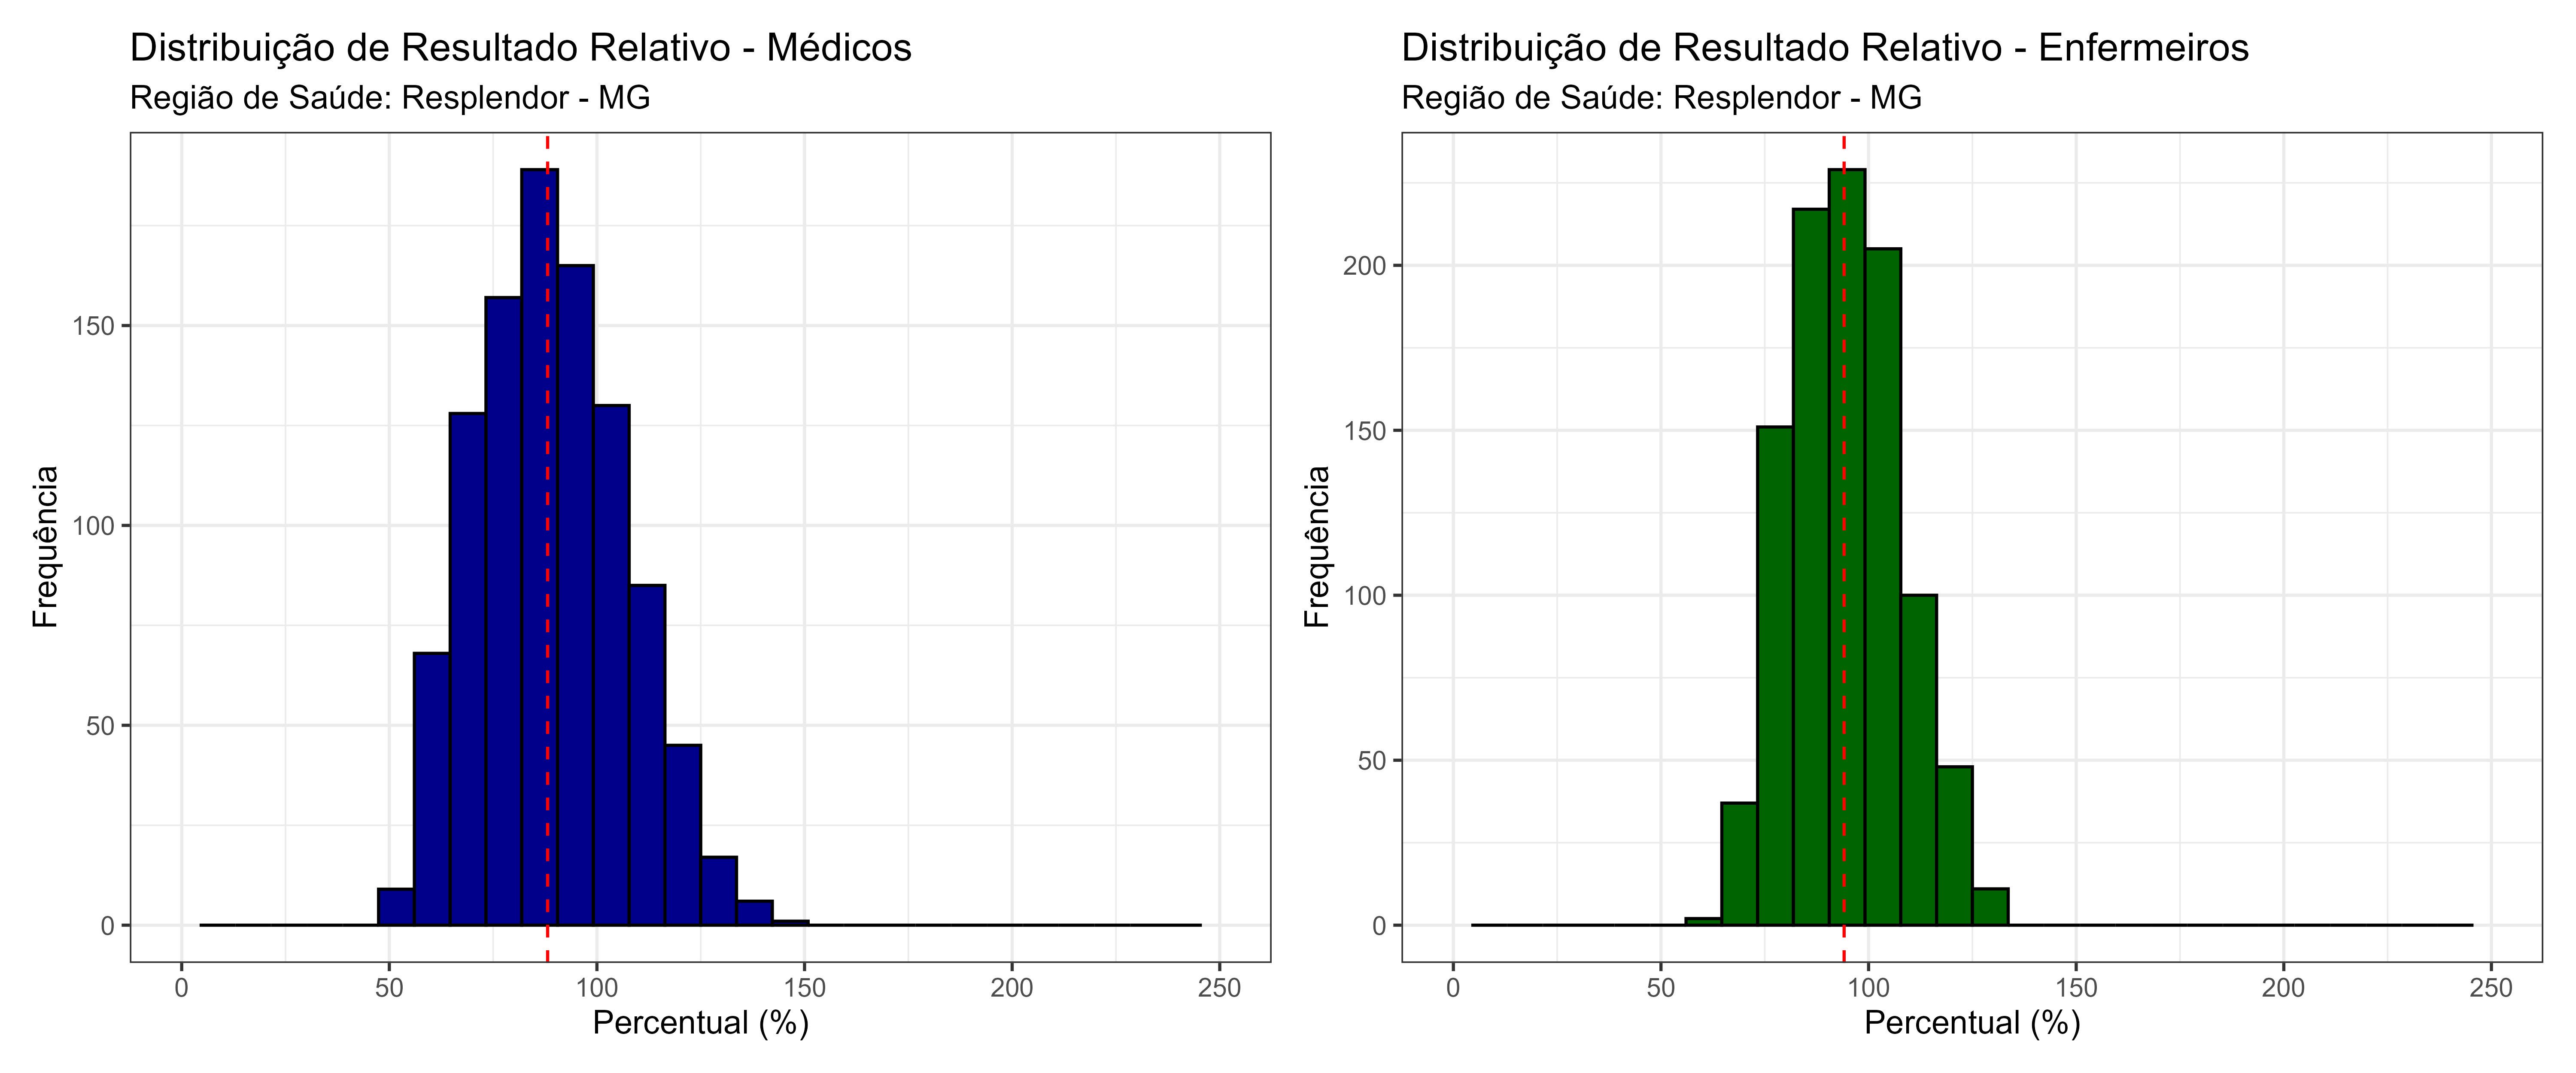 Distribuição de Resultado Relativo - Médicos
Região de Saúde: Resplendor - MG
Frequência
150
100
50
0
0 50 100 150 200 250
Percentual (%)
Distribuição de Resultado Relativo - Enfermeiros
Região de Saúde: Resplendor - MG
Frequência
200
150
100
50
0
0 50 100 150 200 250
Percentual (%)